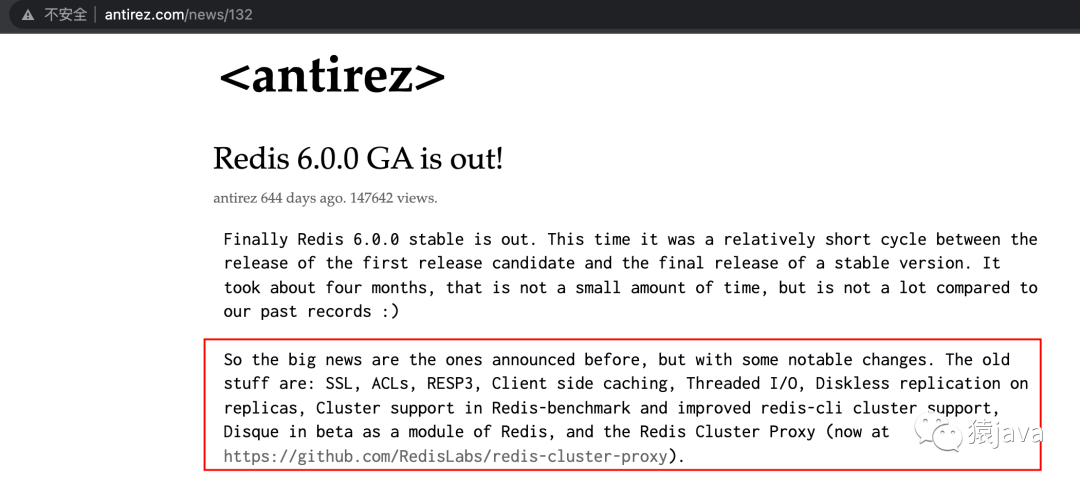 不安全 | antirez.com/news/132
<antirez>
Redis 6.0.0 GA is out!
antirez 644 days ago. 147642 views.
Finally Redis 6.0.0 stable is out. This time it was a relatively short cycle between the
release of the first release candidate and the final release of a stable version. It
took about four months, that is not a small amount of time, but is not a lot compared to
our past records :)
So the big news are the ones announced before, but with some notable changes. The old
stuff are: SSL, ACLs, RESP3, Client side caching, Threaded I/O, Diskless replication on
replicas, Cluster support in Redis-benchmark and improved redis-cli cluster support,
Disque in beta as a module of Redis, and the Redis Cluster Proxy (now at
https://github.com/RedisLabs/redis-cluster-proxy).
猿java